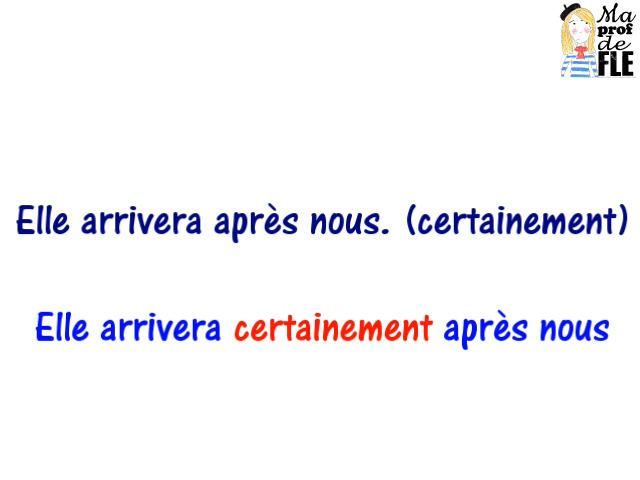 Ma
prof
de
FLE
Elle arrivera après nous. (certainement)
Elle arrivera certainement après nous